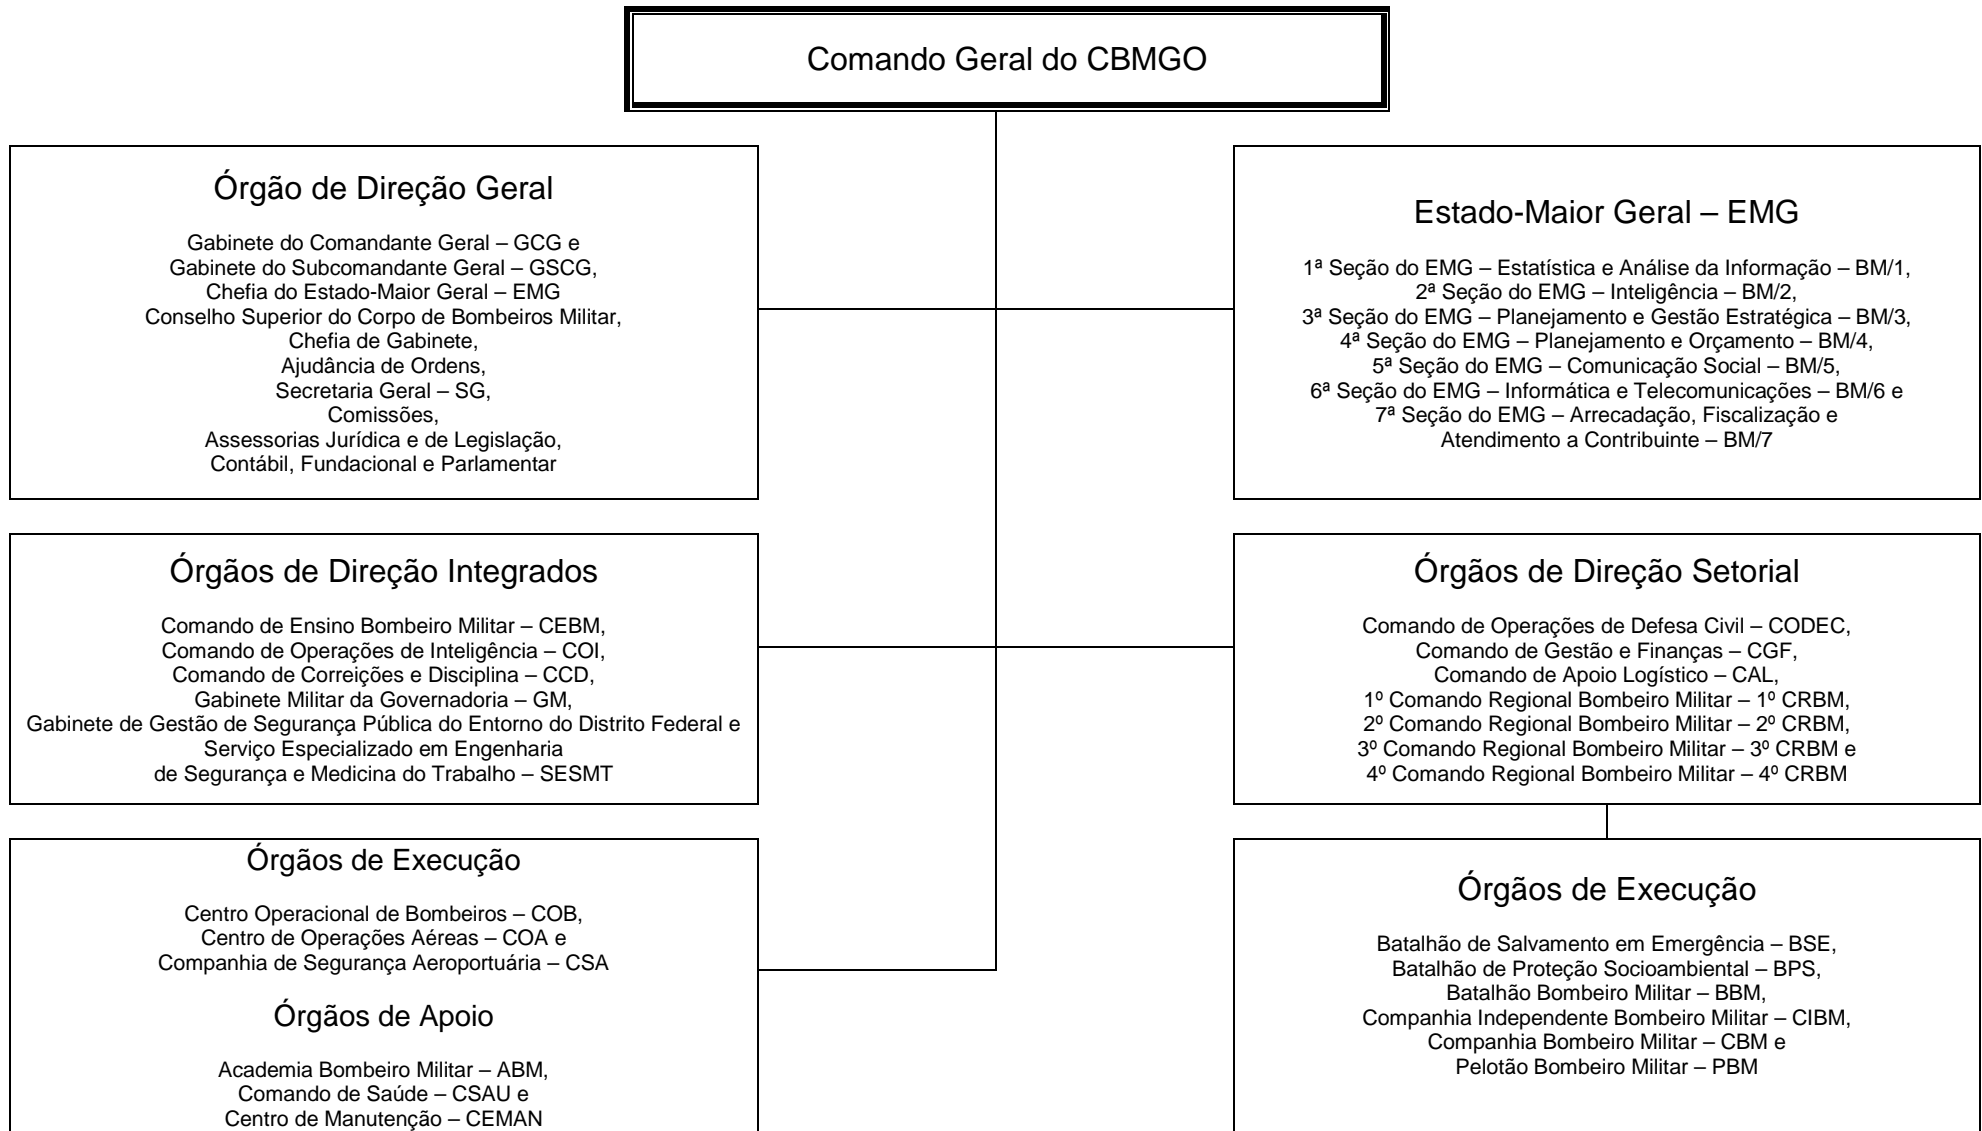 Comando Geral do CBMGO
Órgão de Direção Geral
Gabinete do Comandante Geral – GCG e
Gabinete do Subcomandante Geral – GSCG,
Chefia do Estado-Maior Geral – EMG
Conselho Superior do Corpo de Bombeiros Militar,
Chefia de Gabinete,
Ajudância de Ordens,
Secretaria Geral – SG,
Comissões,
Assessorias Jurídica e de Legislação,
Contábil, Fundacional e Parlamentar
Estado-Maior Geral – EMG
1ª Seção do EMG – Estatística e Análise da Informação – BM/1,
2ª Seção do EMG – Inteligência – BM/2,
3ª Seção do EMG – Planejamento e Gestão Estratégica – BM/3,
4ª Seção do EMG – Planejamento e Orçamento – BM/4,
5ª Seção do EMG – Comunicação Social – BM/5,
6ª Seção do EMG – Informática e Telecomunicações – BM/6 e
7ª Seção do EMG – Arrecadação, Fiscalização e
Atendimento a Contribuinte – BM/7
Órgãos de Direção Integrados
Comando de Ensino Bombeiro Militar – CEBM,
Comando de Operações de Inteligência – COI,
Comando de Correições e Disciplina – CCD,
Gabinete Militar da Governadoria – GM,
Gabinete de Gestão de Segurança Pública do Entorno do Distrito Federal e
Serviço Especializado em Engenharia
de Segurança e Medicina do Trabalho – SESMT
Órgãos de Direção Setorial
Comando de Operações de Defesa Civil – CODEC,
Comando de Gestão e Finanças – CGF,
Comando de Apoio Logístico – CAL,
1º Comando Regional Bombeiro Militar – 1º CRBM,
2º Comando Regional Bombeiro Militar – 2º CRBM,
3º Comando Regional Bombeiro Militar – 3º CRBM e
4º Comando Regional Bombeiro Militar – 4º CRBM
Órgãos de Execução
Centro Operacional de Bombeiros – COB,
Centro de Operações Aéreas – COA e
Companhia de Segurança Aeroportuária – CSA
Órgãos de Apoio
Academia Bombeiro Militar – ABM,
Comando de Saúde – CSAU e
Centro de Manutenção – CEMAN
Órgãos de Execução
Batalhão de Salvamento em Emergência – BSE,
Batalhão de Proteção Socioambiental – BPS,
Batalhão Bombeiro Militar – BBM,
Companhia Independente Bombeiro Militar – CIBM,
Companhia Bombeiro Militar – CBM e
Pelotão Bombeiro Militar – PBM